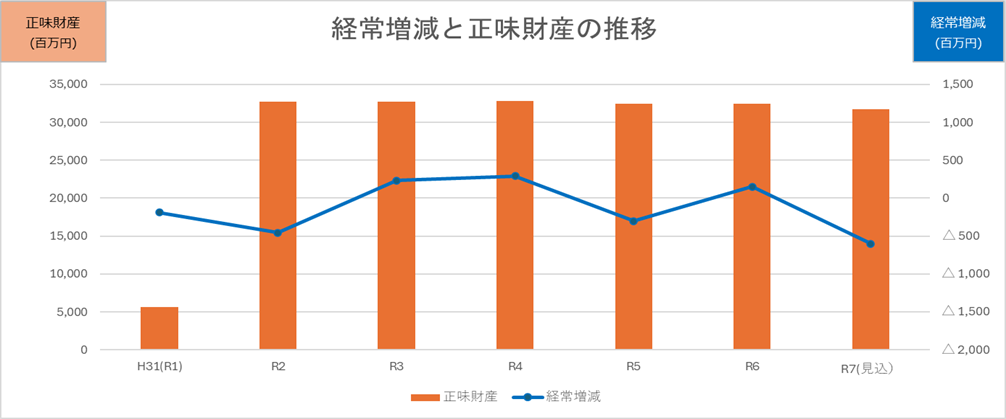 正味財産
(百万円)
経常増減と正味財産の推移
経常増減
(百万円)
35,000
30,000
25,000
20,000
15,000
10,000
5,000
0
1,500
1,000
500
0
△ 500
△ 1,000
△ 1,500
△ 2,000
H31(R1) R2 R3 R4 R5 R6 R7(見込)
正味財産 経常増減